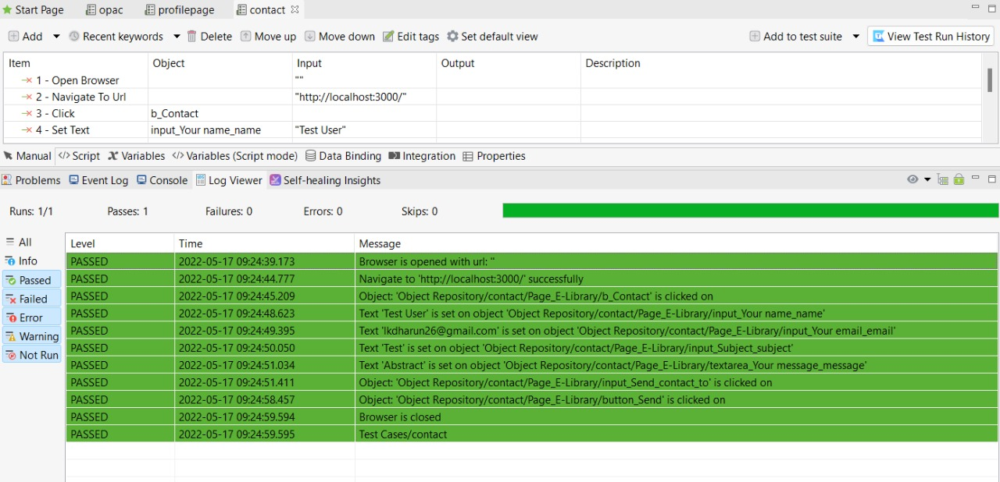 Start Page opac profilepage contact
Add Recent keywords Delete Move up Move down Edit tags Set default view Add to test suite View Test Run History
Item Object Input Output Description
1 - Open Browser ""
2 - Navigate To Url "http://localhost:3000/"
3 - Click b_Contact
4 - Set Text input_Your name_name "Test User"
Manual </> Script Variables </> Variables (Script mode) Data Binding Integration Properties
Problems Event Log Console Log Viewer Self-healing Insights
Runs: 1/1 Passes: 1 Failures: 0 Errors: 0 Skips: 0
All
Info
Passed
Failed
Error
Warning
Not Run
Level Time Message
PASSED 2022-05-17 09:24:39.173 Browser is opened with url: ''
PASSED 2022-05-17 09:24:44.777 Navigate to 'http://localhost:3000/' successfully
PASSED 2022-05-17 09:24:45.209 Object: 'Object Repository/contact/Page_E-Library/b_Contact' is clicked on
PASSED 2022-05-17 09:24:48.623 Text 'Test User' is set on object 'Object Repository/contact/Page_E-Library/input_Your name_name'
PASSED 2022-05-17 09:24:49.395 Text 'lkdharun26@gmail.com' is set on object 'Object Repository/contact/Page_E-Library/input_Your email_email'
PASSED 2022-05-17 09:24:50.050 Text 'Test' is set on object 'Object Repository/contact/Page_E-Library/input_Subject_subject'
PASSED 2022-05-17 09:24:51.034 Text 'Abstract' is set on object 'Object Repository/contact/Page_E-Library/textarea_Your message_message'
PASSED 2022-05-17 09:24:51.411 Object: 'Object Repository/contact/Page_E-Library/input_Send_contact_to' is clicked on
PASSED 2022-05-17 09:24:58.457 Object: 'Object Repository/contact/Page_E-Library/button_Send' is clicked on
PASSED 2022-05-17 09:24:59.594 Browser is closed
PASSED 2022-05-17 09:24:59.595 Test Cases/contact